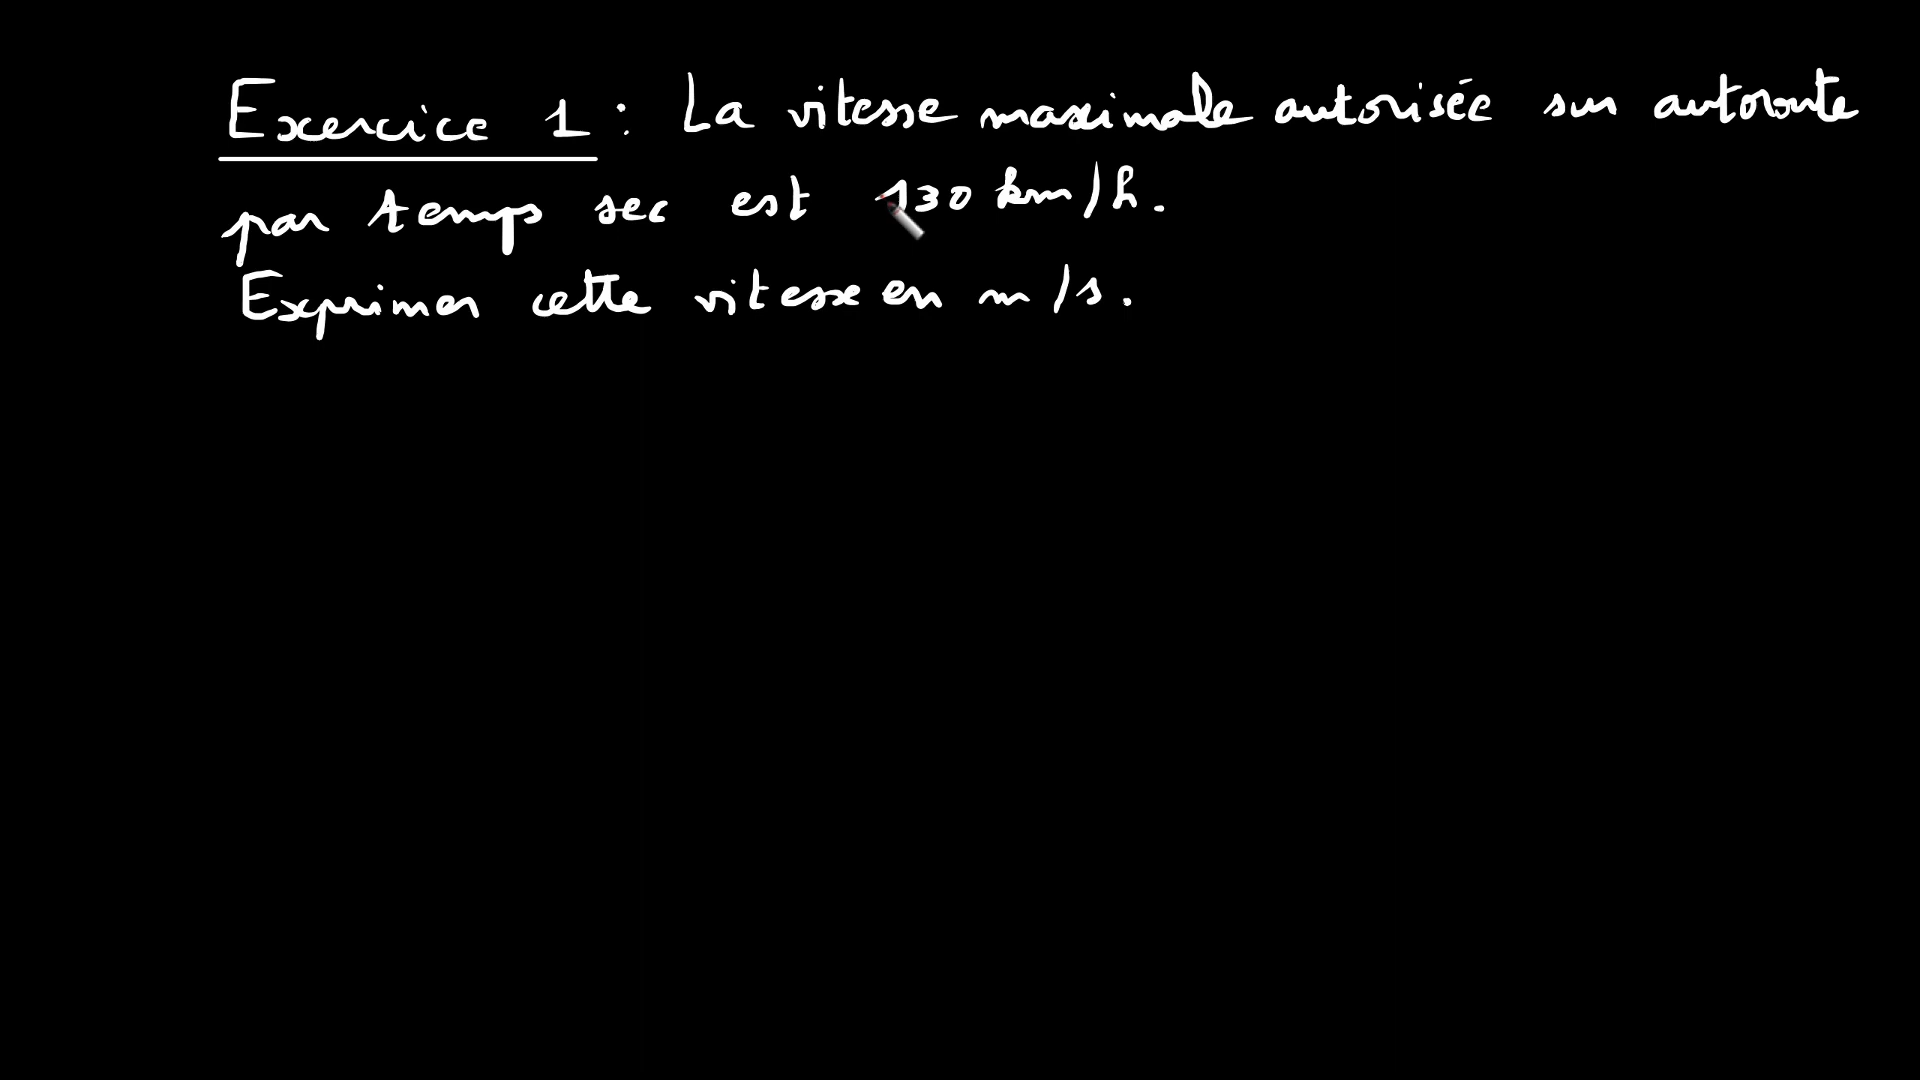 Exercice 1 : La vitesse maximale autorisée sur autoroute
par temps sec est 130 km/h.
Exprimer cette vitesse en m/s.